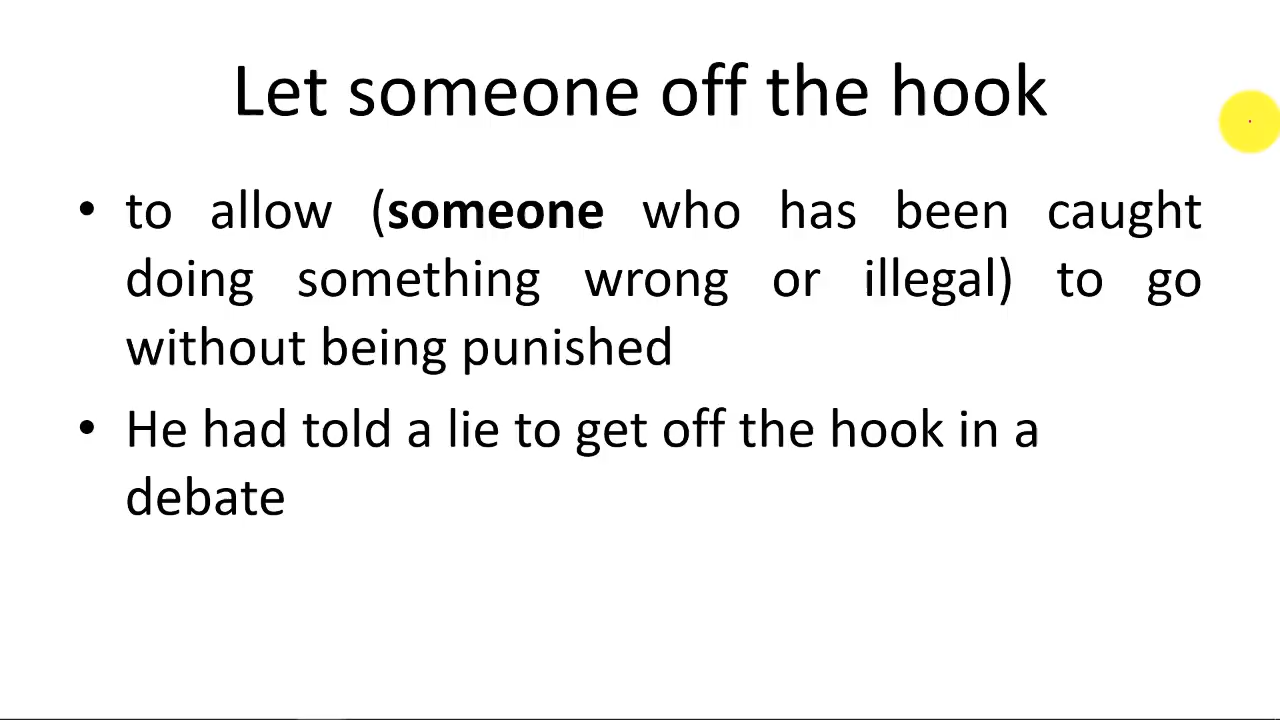 Let someone off the hook
• to allow (someone who has been caught
doing something wrong or illegal) to go
without being punished
• He had told a lie to get off the hook in a
debate